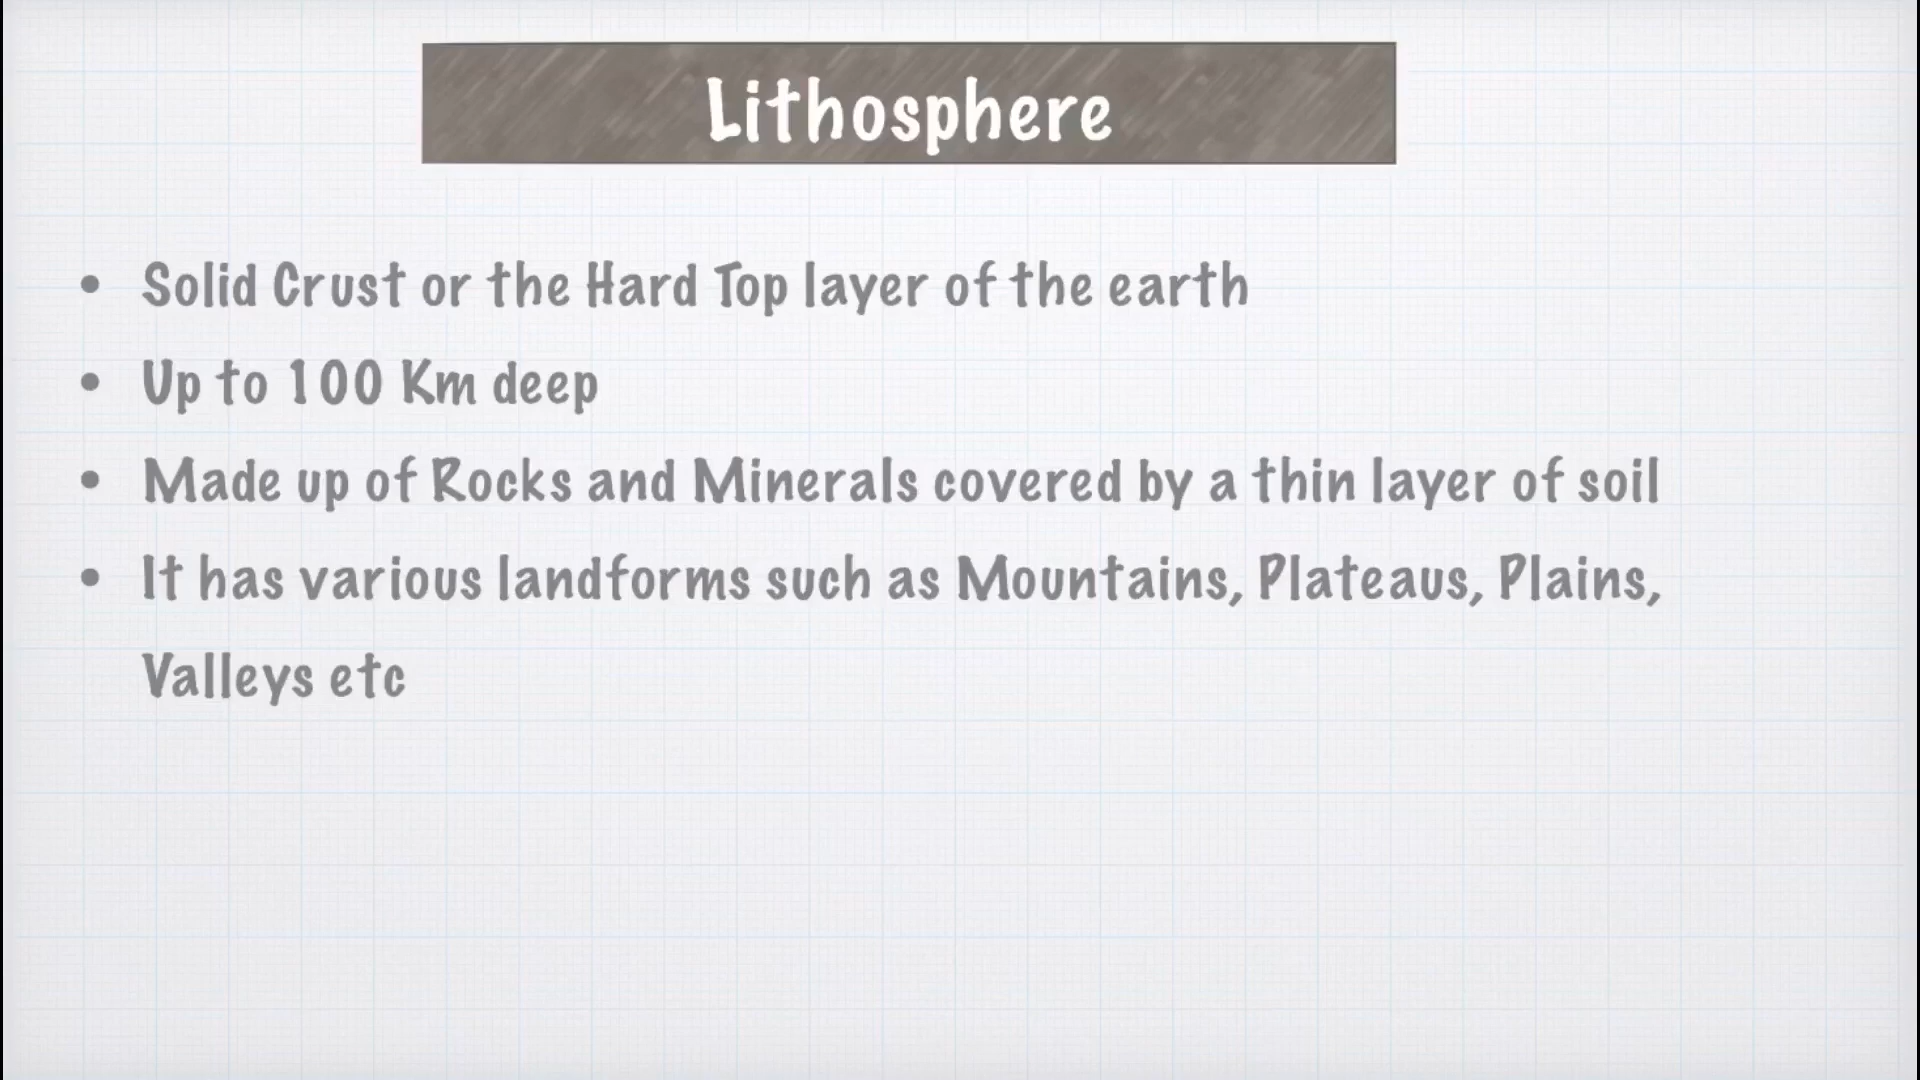 Lithosphere
• Solid Crust or the Hard Top layer of the earth
• Up to 100 Km deep
• Made up of Rocks and Minerals covered by a thin layer of soil
• It has various landforms such as Mountains, Plateaus, Plains,
Valleys etc